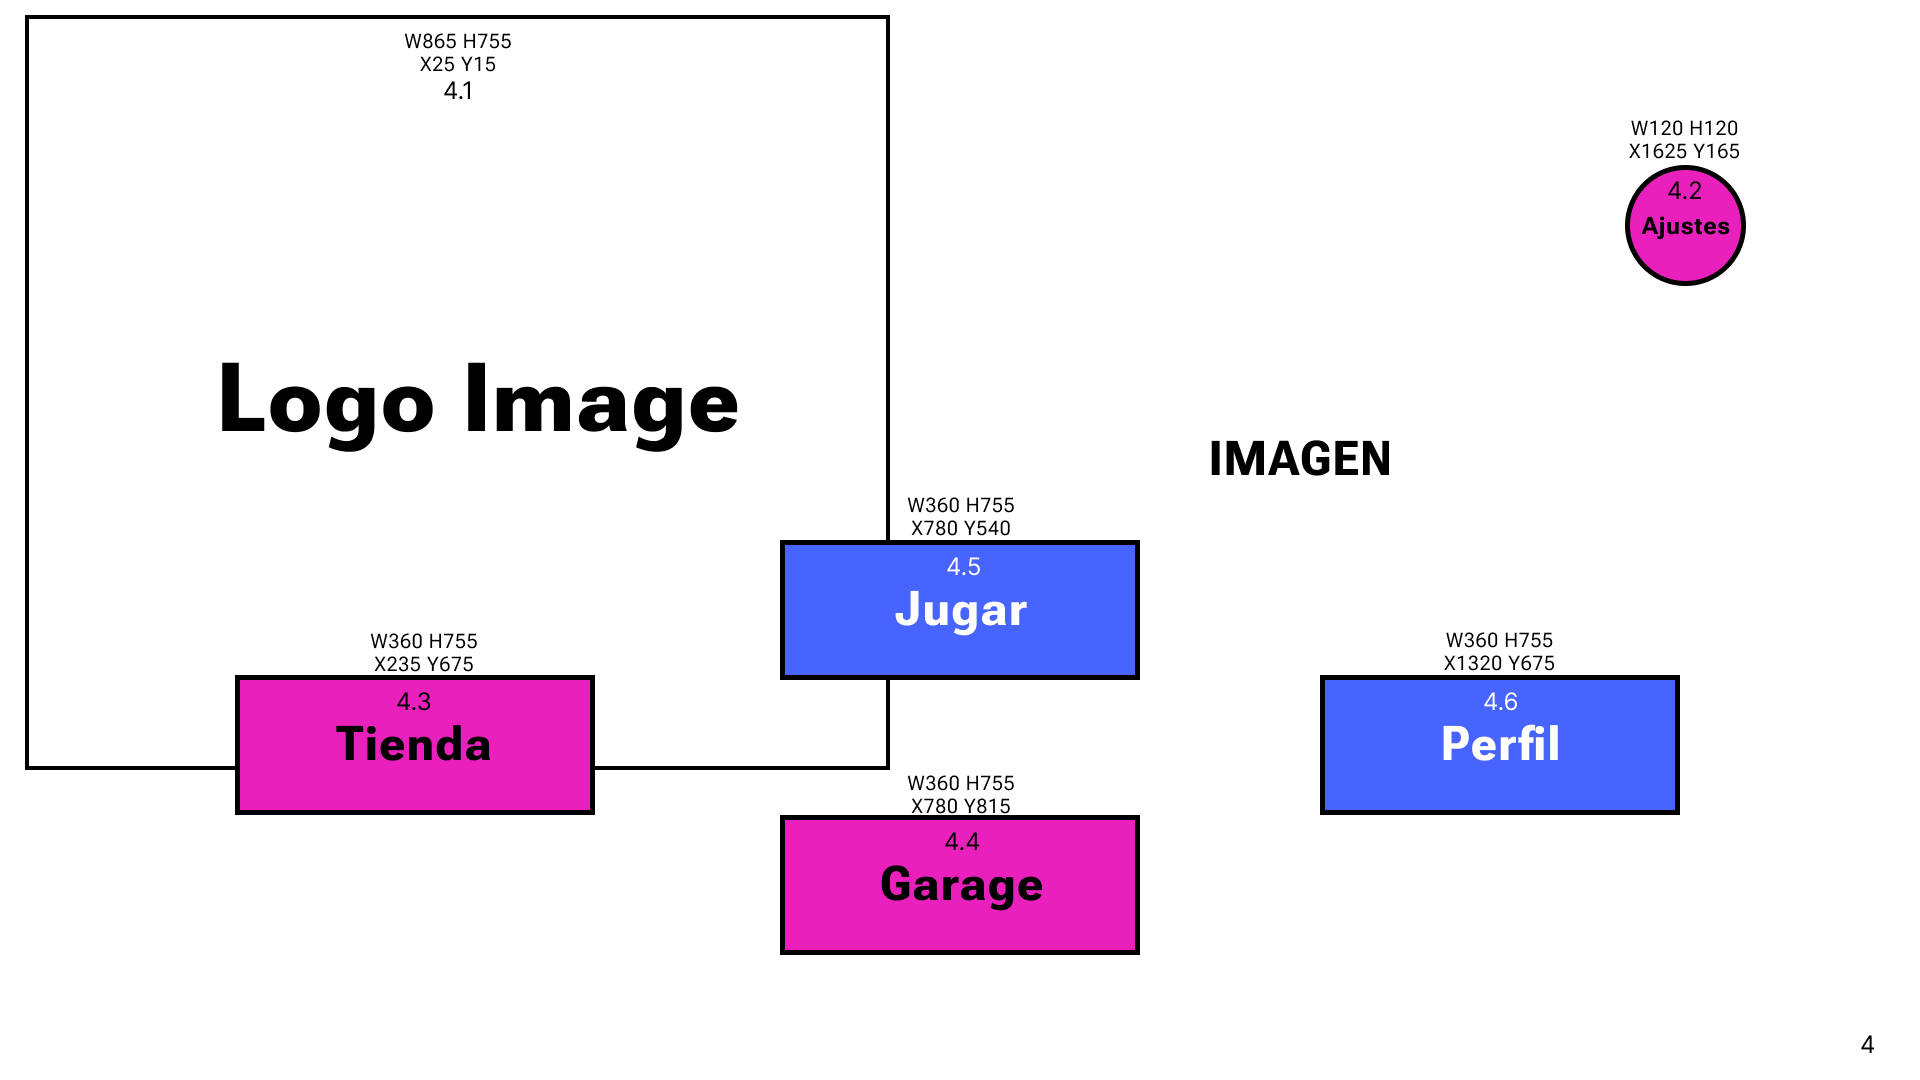 W865 H755
X25 Y15
4.1
W120 H120
X1625 Y165
4.2
Ajustes
Logo Image
IMAGEN
W360 H755
X780 Y540
4.5
Jugar
W360 H755
X235 Y675
4.3
Tienda
W360 H755
X1320 Y675
4.6
Perfil
W360 H755
X780 Y815
4.4
Garage
4